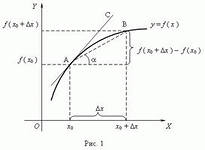 Y
C
f(x₀+Δx)
B
y=f(x)
f(x₀+Δx)–f(x₀)
f(x₀)
A
α
Δx
O
x₀
x₀+Δx
X
Рис. 1